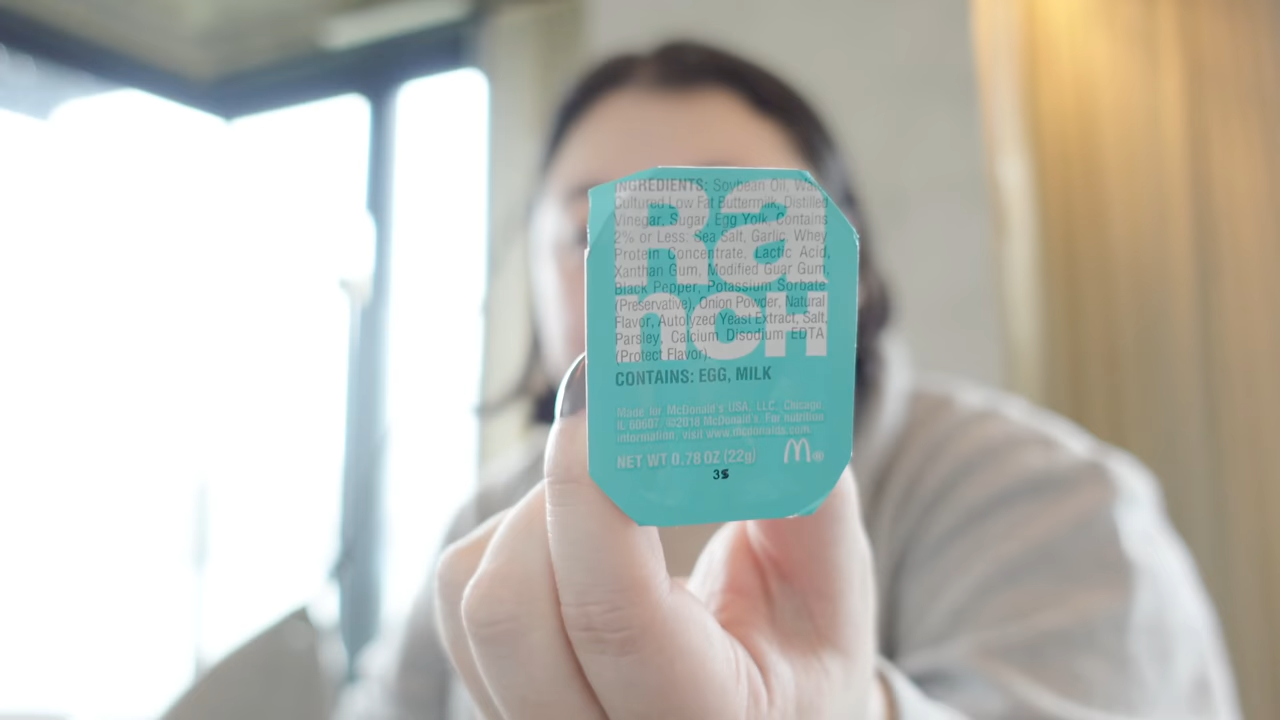 Ranch
INGREDIENTS: Soybean Oil, Water,
Cultured Low Fat Buttermilk, Distilled
Vinegar, Sugar, Egg Yolk, Contains
2% or Less: Sea Salt, Garlic, Whey
Protein Concentrate, Lactic Acid,
Xanthan Gum, Modified Guar Gum,
Black Pepper, Potassium Sorbate
(Preservative), Onion Powder, Natural
Flavor, Autolyzed Yeast Extract, Salt,
Parsley, Calcium Disodium EDTA
(Protect Flavor).
CONTAINS: EGG, MILK
Made for McDonald's USA, LLC, Chicago,
IL 60607. ©2018 McDonald's. For nutrition
information, visit www.mcdonalds.com.
NET WT 0.78 OZ (22g)